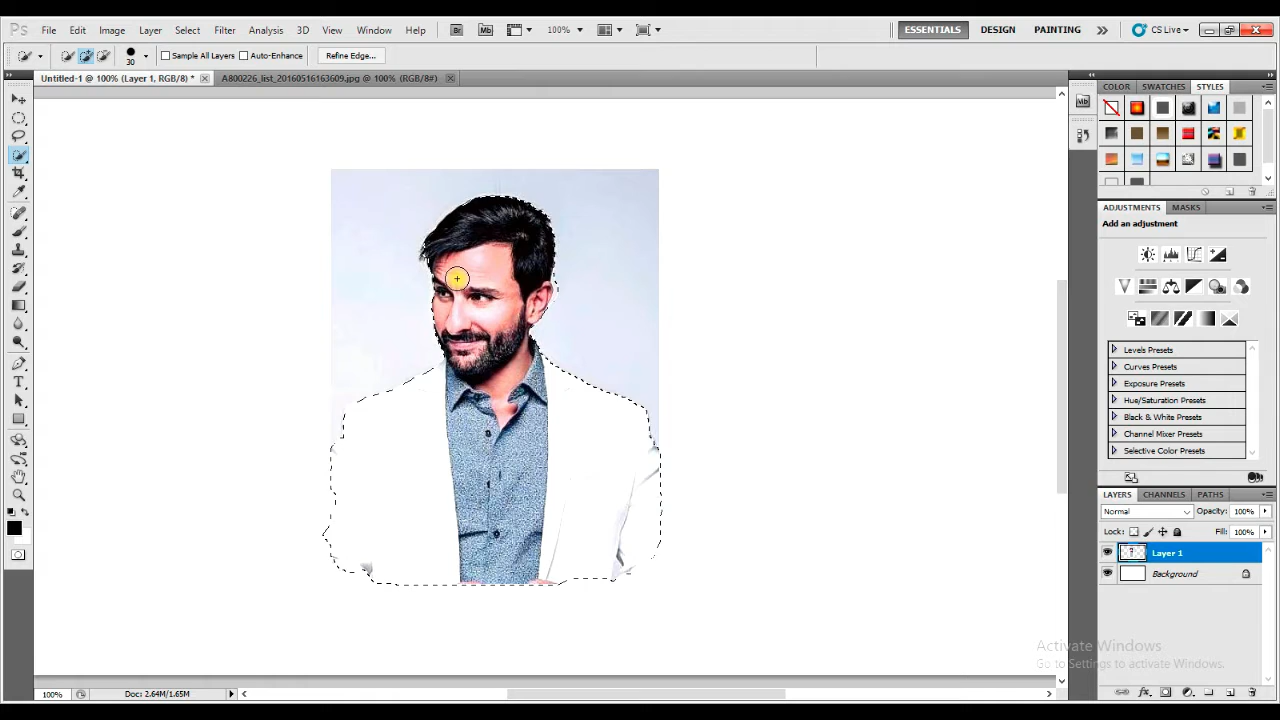 Ps File Edit Image Layer Select Filter Analysis 3D View Window Help Br Mb 100% ESSENTIALS DESIGN PAINTING CS Live
30 Sample All Layers Auto-Enhance Refine Edge...
Untitled-1 @ 100% (Layer 1, RGB/8) * A800226_list_20160516163609.jpg @ 100% (RGB/8#)
COLOR SWATCHES STYLES
Mb
ADJUSTMENTS MASKS
Add an adjustment
Levels Presets
Curves Presets
Exposure Presets
Hue/Saturation Presets
Black & White Presets
Channel Mixer Presets
Selective Color Presets
LAYERS CHANNELS PATHS
Normal Opacity: 100%
Lock: Fill: 100%
Layer 1
Background
Activate Windows
Go to Settings to activate Windows.
100% Doc: 2.64M/1.65M